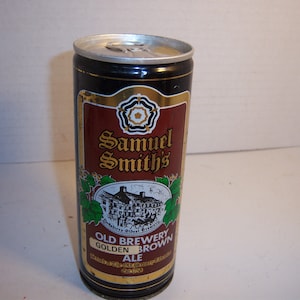 Samuel
Smith's
OLD BREWERY
GOLDEN BROWN
ALE